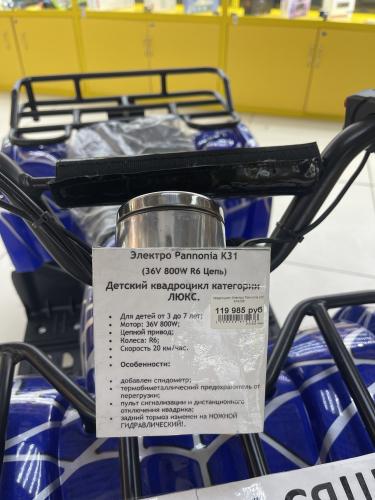 Электро Pannonia К31
(36V 800W R6 Цепь)
Детский квадроцикл категории
ЛЮКС.
• Для детей от 3 до 7 лет;
• Мотор: 36V 800W;
• Цепной привод;
• Колеса: R6;
• Скорость 20 км/час.
Особенности:
• добавлен спидометр;
• термобиметаллический предохранитель от
перегрузки;
• пульт сигнализации и дистанционного
отключения квадрика;
• задний тормоз изменен на НОЖНОЙ
ГИДРАВЛИЧЕСКИЙ!.
119 985 руб